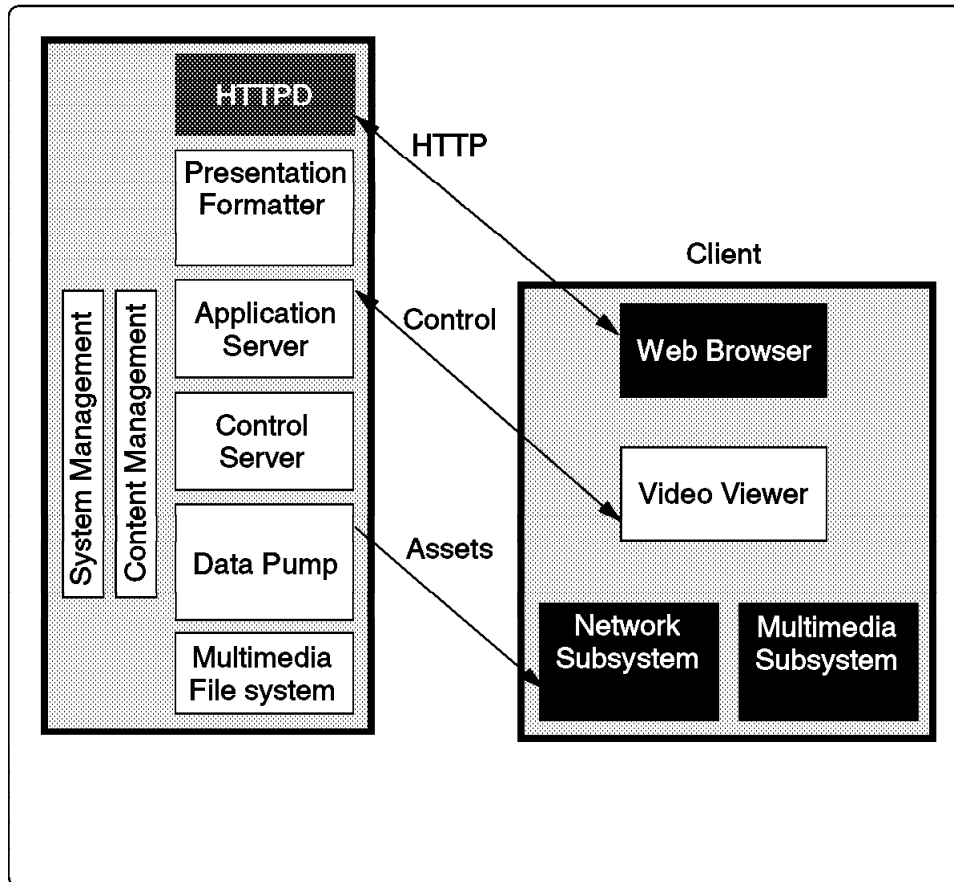 HTTPD
Presentation
Formatter
Application
Server
Control
Server
Data Pump
Multimedia
File system
System Management
Content Management
HTTP
Control
Assets
Client
Web Browser
Video Viewer
Network
Subsystem
Multimedia
Subsystem